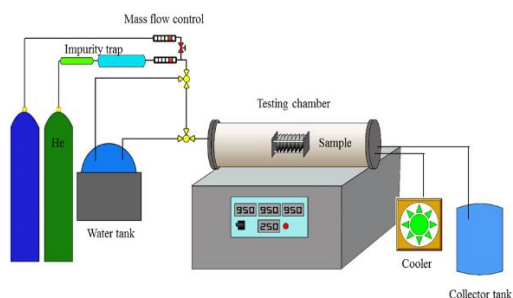 Mass flow control
Impurity trap
Testing chamber
He
Sample
Water tank
950 950 950
250
Cooler
Collector tank